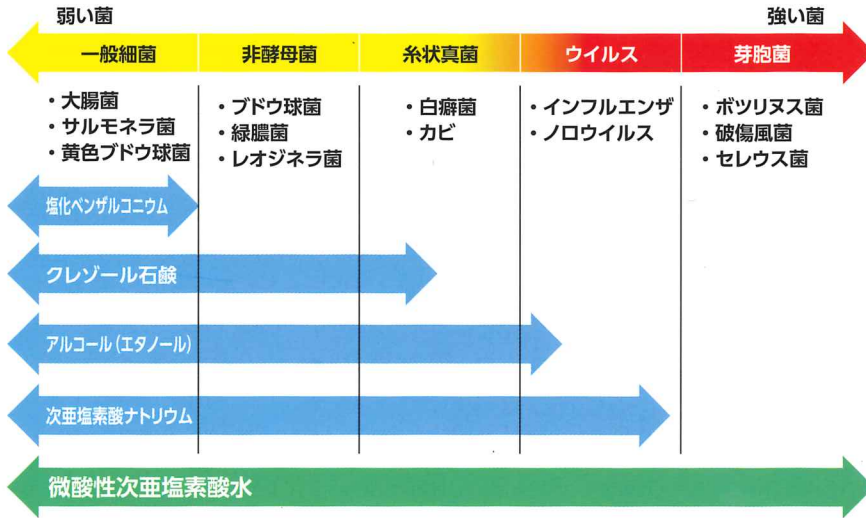 弱い菌
強い菌
一般細菌
非酵母菌
糸状真菌
ウイルス
芽胞菌
・大腸菌
・サルモネラ菌
・黄色ブドウ球菌
・ブドウ球菌
・緑膿菌
・レオジネラ菌
・白癬菌
・カビ
・インフルエンザ
・ノロウイルス
・ボツリヌス菌
・破傷風菌
・セレウス菌
塩化ベンザルコニウム
クレゾール石鹸
アルコール(エタノール)
次亜塩素酸ナトリウム
微酸性次亜塩素酸水